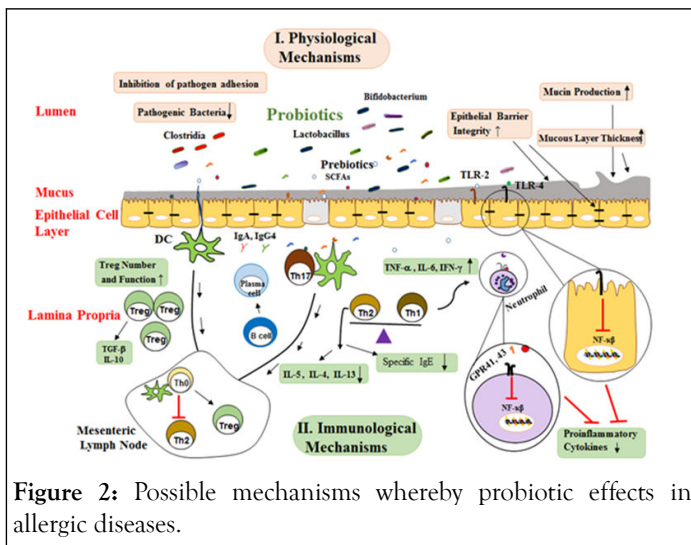 I. Physiological
Mechanisms
Inhibition of pathogen adhesion
Pathogenic Bacteria↓
Clostridia
Lumen
Probiotics
Bifidobacterium
Lactobacillus
Prebiotics
SCFAs
Epithelial Barrier
Integrity ↑
Mucin Production ↑
Mucous Layer Thickness↑
TLR-2
TLR-4
Mucus
Epithelial Cell
Layer
DC
IgA, IgG4
Treg Number
and Function ↑
Treg
Treg
Treg
TGF-β
IL-10
Lamina Propria
Plasma
cell
B cell
Th17
TNF-α, IL-6, IFN-γ ↑
Neutrophil
Th2
Th1
Specific IgE ↓
IL-5, IL-4, IL-13↓
Th0
Th2
Treg
Mesenteric
Lymph Node
II. Immunological
Mechanisms
GPR41, 43
NF-κβ
NF-κβ
Proinflammatory
Cytokines ↓
Figure 2: Possible mechanisms whereby probiotic effects in
allergic diseases.